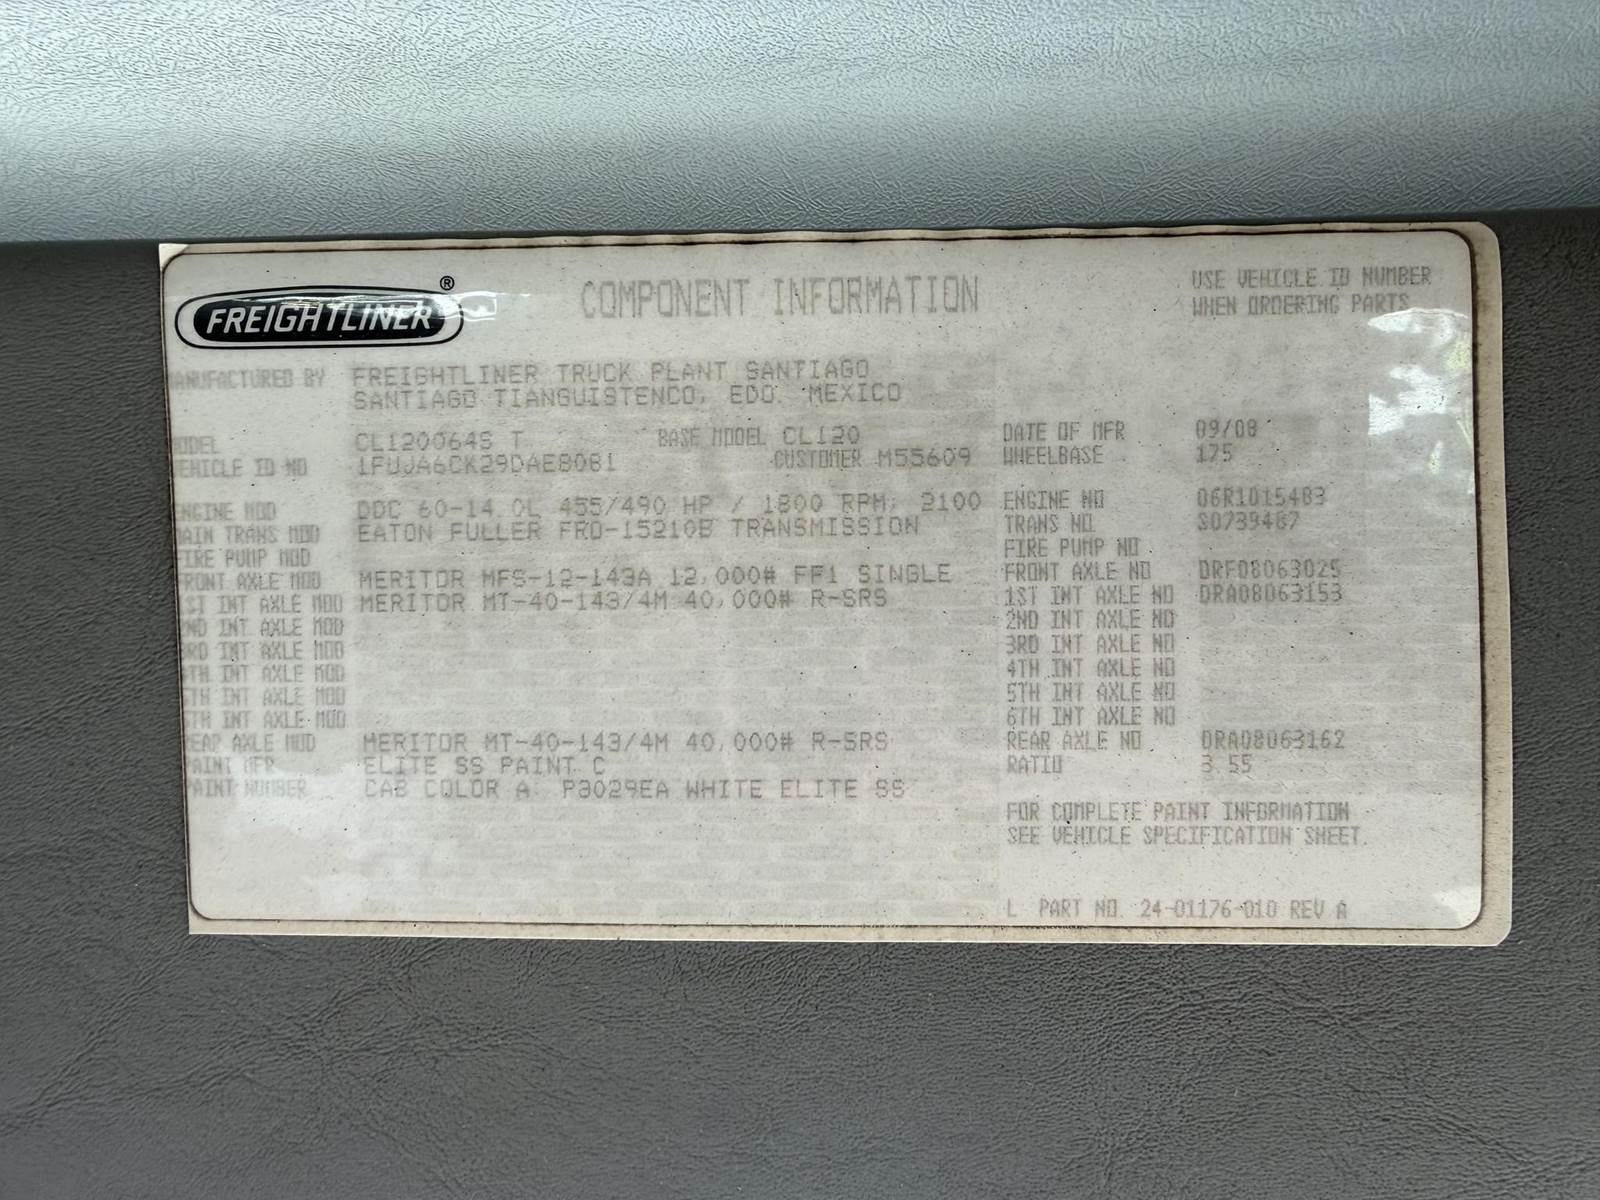 FREIGHTLINER®
COMPONENT INFORMATION
USE VEHICLE ID NUMBER
WHEN ORDERING PARTS
MANUFACTURED BY FREIGHTLINER TRUCK PLANT SANTIAGO
SANTIAGO TIANGUISTENCO, EDO. MEXICO
MODEL CL120064S T BASE MODEL CL120 DATE OF MFR 09/08
VEHICLE ID NO 1FUJA6CK29DAE8081 CUSTOMER M55609 WHEELBASE 175
ENGINE MOD DDC 60-14.0L 455/490 HP / 1800 RPM; 2100 ENGINE NO 06R1015483
MAIN TRANS MOD EATON FULLER FRO-15210B TRANSMISSION TRANS NO. S0739487
FIRE PUMP MOD FIRE PUMP NO
FRONT AXLE MOD MERITOR MFS-12-143A 12,000# FF1 SINGLE FRONT AXLE NO DRF08063025
1ST INT AXLE MOD MERITOR MT-40-143/4M 40,000# R-SRS 1ST INT AXLE NO DRA08063153
2ND INT AXLE MOD 2ND INT AXLE NO
3RD INT AXLE MOD 3RD INT AXLE NO
4TH INT AXLE MOD 4TH INT AXLE NO
5TH INT AXLE MOD 5TH INT AXLE NO
6TH INT AXLE MOD 6TH INT AXLE NO
REAR AXLE MOD MERITOR MT-40-143/4M 40,000# R-SRS REAR AXLE NO DRA08063162
PAINT MFR ELITE SS PAINT C RATIO 3.55
PAINT NUMBER CAB COLOR A: P3029EA WHITE ELITE SS
FOR COMPLETE PAINT INFORMATION
SEE VEHICLE SPECIFICATION SHEET.
L PART NO. 24-01176-010 REV A